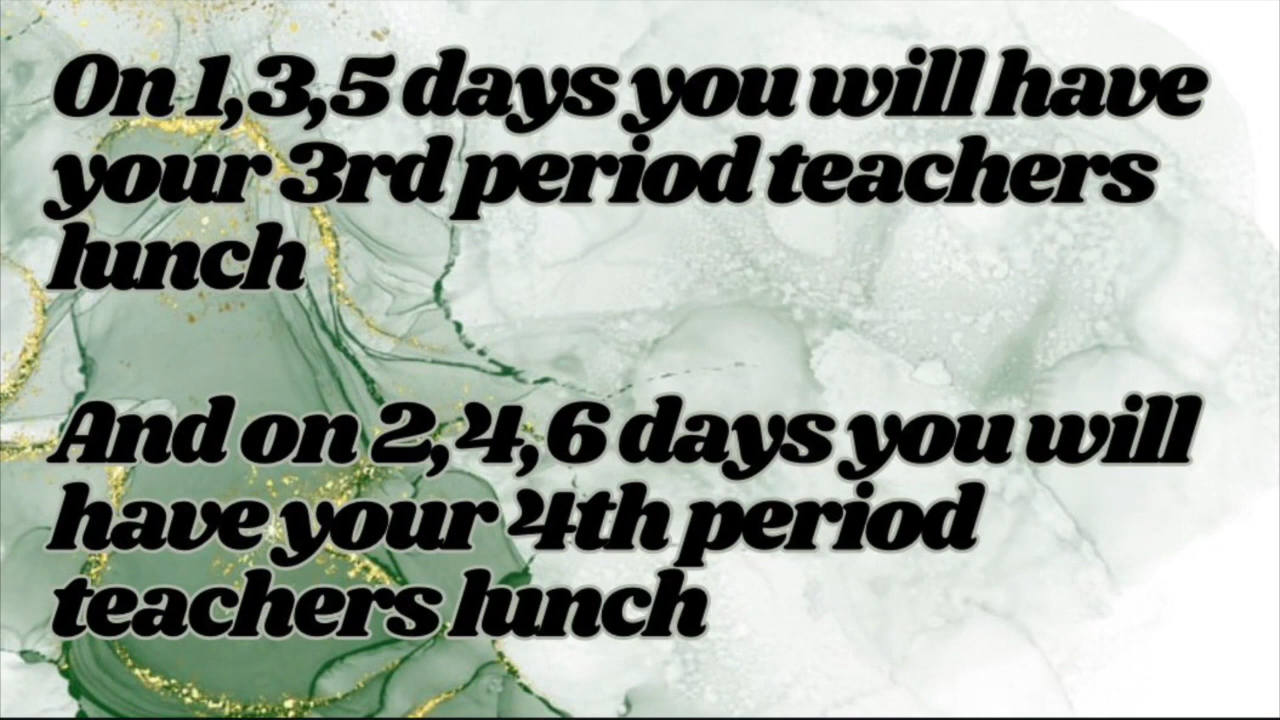 On 1,3,5 days you will have
your 3rd period teachers
lunch
And on 2,4,6 days you will
have your 4th period
teachers lunch